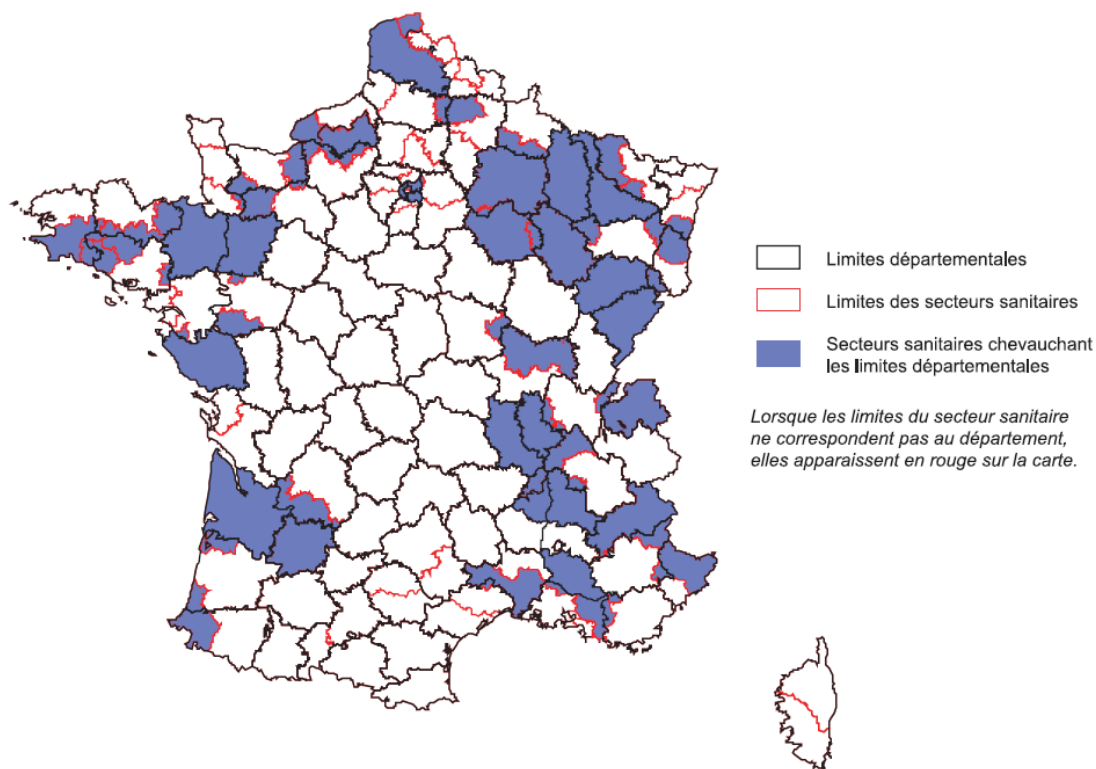 Limites départementales
Limites des secteurs sanitaires
Secteurs sanitaires chevauchant
les limites départementales
Lorsque les limites du secteur sanitaire
ne correspondent pas au département,
elles apparaissent en rouge sur la carte.